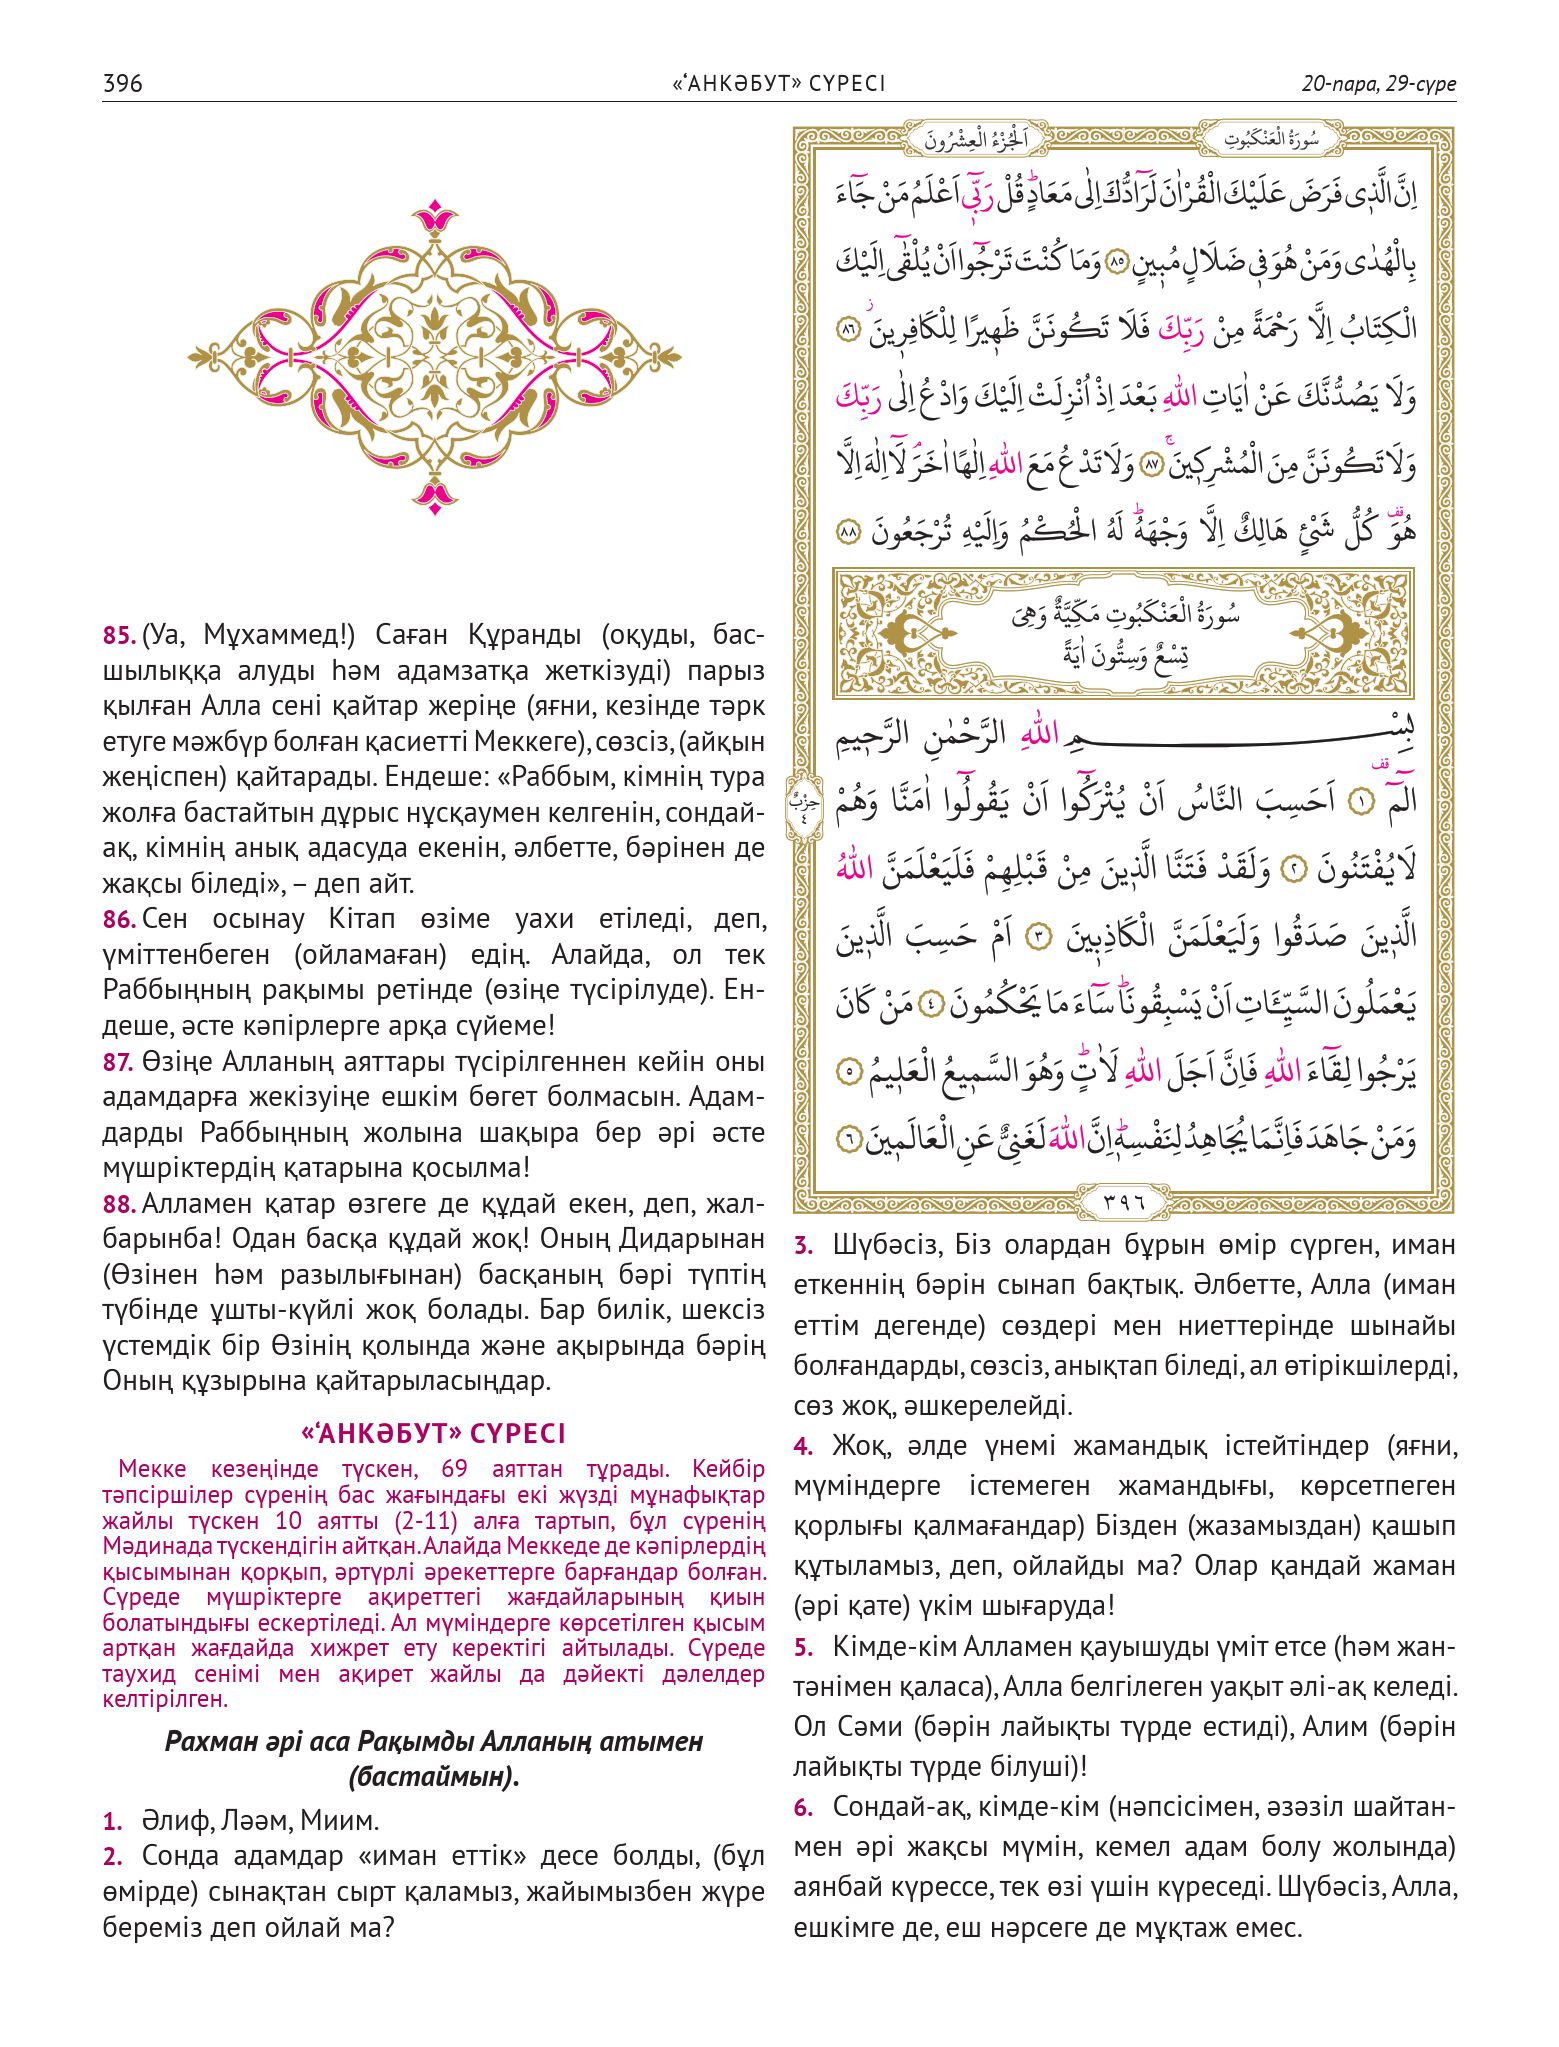 396
«‘АНКӘБУТ» СҮРЕСІ
20-пара, 29-сүре
85. (Уа, Мұхаммед!) Саған Құранды (оқуды, бас-
шылыққа алуды һәм адамзатқа жеткізуді) парыз
қылған Алла сені қайтар жеріңе (яғни, кезінде тәрк
етуге мәжбүр болған қасиетті Меккеге), сөзсіз, (айқын
жеңіспен) қайтарады. Ендеше: «Раббым, кімнің тура
жолға бастайтын дұрыс нұсқаумен келгенін, сондай-
ақ, кімнің анық адасуда екенін, әлбетте, бәрінен де
жақсы біледі», – деп айт.
86. Сен осынау Кітап өзіме уахи етіледі, деп,
үміттенбеген (ойламаған) едің. Алайда, ол тек
Раббыңның рақымы ретінде (өзіңе түсірілуде). Ен-
деше, әсте кәпірлерге арқа сүйеме!
87. Өзіңе Алланың аяттары түсірілгеннен кейін оны
адамдарға жекізуіңе ешкім бөгет болмасын. Адам-
дарды Раббыңның жолына шақыра бер әрі әсте
мүшріктердің қатарына қосылма!
88. Алламен қатар өзгеге де құдай екен, деп, жал-
барынба! Одан басқа құдай жоқ! Оның Дидарынан
(Өзінен һәм разылығынан) басқаның бәрі түптің
түбінде ұшты-күйлі жоқ болады. Бар билік, шексіз
үстемдік бір Өзінің қолында және ақырында бәрің
Оның құзырына қайтарыласыңдар.
«‘АНКӘБУТ» СҮРЕСІ
Мекке кезеңінде түскен, 69 аяттан тұрады. Кейбір
тәпсіршілер сүренің бас жағындағы екі жүзді мұнафықтар
жайлы түскен 10 аятты (2-11) алға тартып, бұл сүренің
Мәдинада түскендігін айтқан. Алайда Меккеде де кәпірлердің
қысымынан қорқып, әртүрлі әрекеттерге барғандар болған.
Сүреде мүшріктерге ақиреттегі жағдайларының қиын
болатындығы ескертіледі. Ал мүміндерге көрсетілген қысым
артқан жағдайда хижрет ету керектігі айтылады. Сүреде
таухид сенімі мен ақирет жайлы да дәйекті дәлелдер
келтірілген.
Рахман әрі аса Рақымды Алланың атымен
(бастаймын).
1. Әлиф, Ләәм, Миим.
2. Сонда адамдар «иман еттік» десе болды, (бұл
өмірде) сынақтан сырт қаламыз, жайымызбен жүре
береміз деп ойлай ма?
سُورَةُ الْعَنْكَبُوتِ
اَلْجُزْءُ الْعِشْرُونَ
اِنَّ الَّذٖى فَرَضَ عَلَيْكَ الْقُرْاٰنَ لَرَٓادُّكَ اِلٰى مَعَادٍؕ قُلْ رَبّٖٓى اَعْلَمُ مَنْ جَٓاءَ
بِالْهُدٰى وَمَنْ هُوَ فٖى ضَلَالٍ مُبٖينٍ ﴿٨٥﴾ وَمَا كُنْتَ تَرْجُٓوا اَنْ يُلْقٰٓى اِلَيْكَ
الْكِتَابُ اِلَّا رَحْمَةً مِنْ رَبِّكَ فَلَا تَكُونَنَّ ظَهٖيرًا لِلْكَافِرٖينَؗ ﴿٨٦﴾
وَلَا يَصُدُّنَّكَ عَنْ اٰيَاتِ اللّٰهِ بَعْدَ اِذْ اُنْزِلَتْ اِلَيْكَ وَادْعُ اِلٰى رَبِّكَ
وَلَا تَكُونَنَّ مِنَ الْمُشْرِكٖينَۚ ﴿٨٧﴾ وَلَا تَدْعُ مَعَ اللّٰهِ اِلٰهًا اٰخَرَۘ لَٓا اِلٰهَ اِلَّا
هُوَࣞ كُلُّ شَیْءٍ هَالِكٌ اِلَّا وَجْهَهُؕ لَهُ الْحُكْمُ وَاِلَيْهِ تُرْجَعُونَ ﴿٨٨﴾
سُورَةُ الْعَنْكَبُوتِ مَكِّيَّةٌ وَهِىَ
تِسْعٌ وَسِتُّونَ اٰيَةً
بِسْمِ اللّٰهِ الرَّحْمٰنِ الرَّحٖيمِ
الٓمٓࣞ ﴿١﴾ اَحَسِبَ النَّاسُ اَنْ يُتْرَكُٓوا اَنْ يَقُولُٓوا اٰمَنَّا وَهُمْ
حِزْبٌ
٤
لَا يُفْتَنُونَ ﴿٢﴾ وَلَقَدْ فَتَنَّا الَّذٖينَ مِنْ قَبْلِهِمْ فَلَيَعْلَمَنَّ اللّٰهُ
الَّذٖينَ صَدَقُوا وَلَيَعْلَمَنَّ الْكَاذِبٖينَ ﴿٣﴾ اَمْ حَسِبَ الَّذٖينَ
يَعْمَلُونَ السَّيِّـَٔاتِ اَنْ يَسْبِقُونَاؕ سَٓاءَ مَا يَحْكُمُونَ ﴿٤﴾ مَنْ كَانَ
يَرْجُوا لِقَٓاءَ اللّٰهِ فَاِنَّ اَجَلَ اللّٰهِ لَاٰتٍؕ وَهُوَ السَّمٖيعُ الْعَلٖيمُ ﴿٥﴾
وَمَنْ جَاهَدَ فَاِنَّمَا يُجَاهِدُ لِنَفْسِهٖؕ اِنَّ اللّٰهَ لَغَنِىٌّ عَنِ الْعَالَمٖينَ ﴿٦﴾
٣٩٦
3. Шүбәсіз, Біз олардан бұрын өмір сүрген, иман
еткеннің бәрін сынап бақтық. Әлбетте, Алла (иман
еттім дегенде) сөздері мен ниеттерінде шынайы
болғандарды, сөзсіз, анықтап біледі, ал өтірікшілерді,
сөз жоқ, әшкерелейді.
4. Жоқ, әлде үнемі жамандық істейтіндер (яғни,
мүміндерге істемеген жамандығы, көрсетпеген
қорлығы қалмағандар) Бізден (жазамыздан) қашып
құтыламыз, деп, ойлайды ма? Олар қандай жаман
(әрі қате) үкім шығаруда!
5. Кімде-кім Алламен қауышуды үміт етсе (һәм жан-
тәнімен қаласа), Алла белгілеген уақыт әлі-ақ келеді.
Ол Сәми (бәрін лайықты түрде естиді), Алим (бәрін
лайықты түрде білуші)!
6. Сондай-ақ, кімде-кім (нәпсісімен, әзәзіл шайтан-
мен әрі жақсы мүмін, кемел адам болу жолында)
аянбай күрессе, тек өзі үшін күреседі. Шүбәсіз, Алла,
ешкімге де, еш нәрсеге де мұқтаж емес.